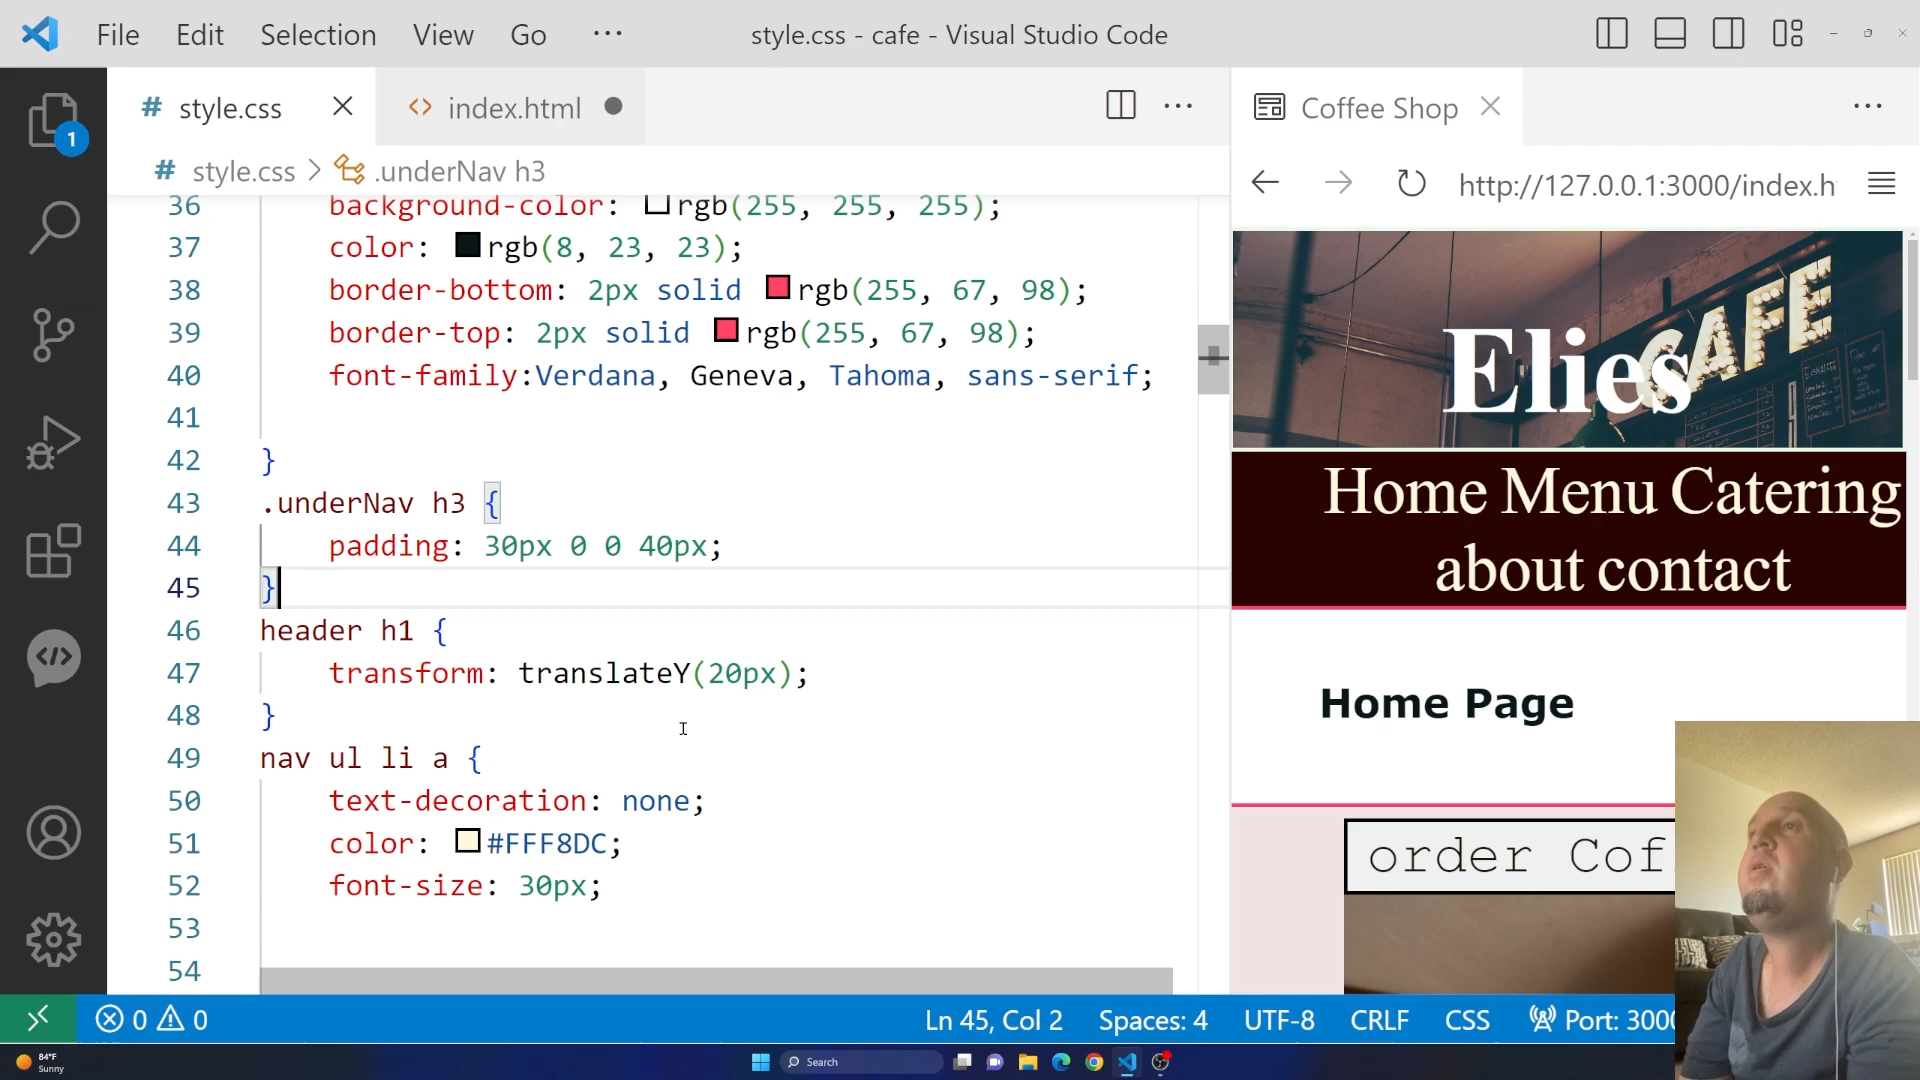 File Edit Selection View Go ···
style.css - cafe - Visual Studio Code
# style.css
<> index.html
Coffee Shop
# style.css > .underNav h3
http://127.0.0.1:3000/index.h
1
36 background-color: rgb(255, 255, 255);
37 color: rgb(8, 23, 23);
38 border-bottom: 2px solid rgb(255, 67, 98);
39 border-top: 2px solid rgb(255, 67, 98);
40 font-family:Verdana, Geneva, Tahoma, sans-serif;
41
42 }
43 .underNav h3 {
44 padding: 30px 0 0 40px;
45 }
46 header h1 {
47 transform: translateY(20px);
48 }
49 nav ul li a {
50 text-decoration: none;
51 color: #FFF8DC;
52 font-size: 30px;
53
54
CAFE
Elies
Home Menu Catering
about contact
Home Page
order Cof
0 0
Ln 45, Col 2 Spaces: 4 UTF-8 CRLF CSS Port: 3000
84°F
Sunny
Search